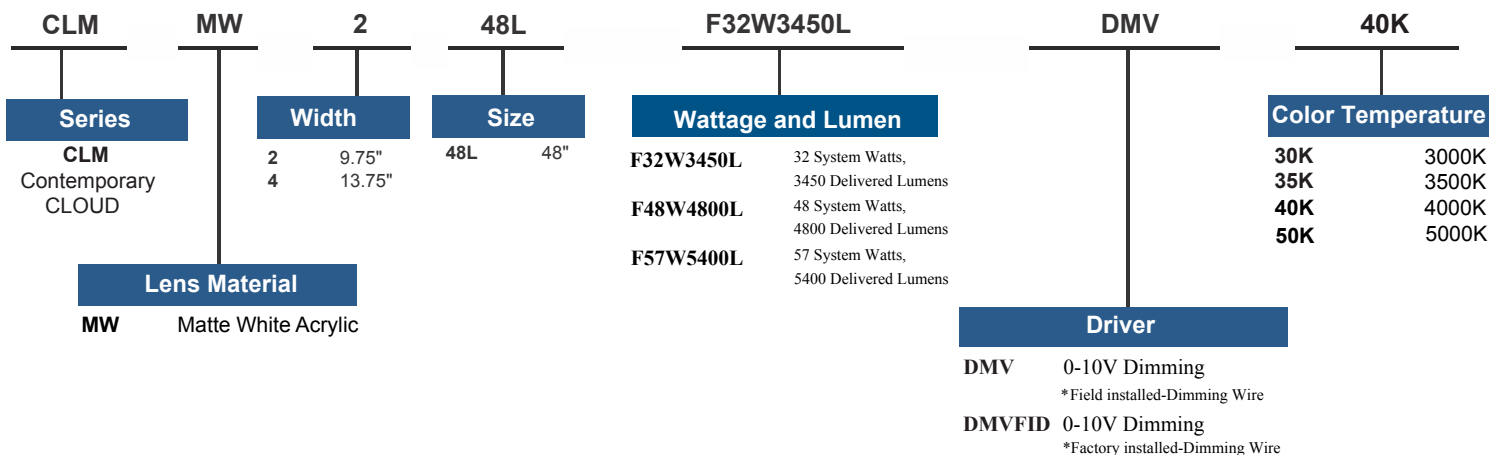 CLM MW 2 48L F32W3450L DMV 40K
Series
CLM
Contemporary
CLOUD
Lens Material
MW Matte White Acrylic
Width
2 9.75"
4 13.75"
Size
48L 48"
Wattage and Lumen
F32W3450L 32 System Watts,
3450 Delivered Lumens
F48W4800L 48 System Watts,
4800 Delivered Lumens
F57W5400L 57 System Watts,
5400 Delivered Lumens
Driver
DMV 0-10V Dimming
*Field installed-Dimming Wire
DMVFID 0-10V Dimming
*Factory installed-Dimming Wire
Color Temperature
30K 3000K
35K 3500K
40K 4000K
50K 5000K